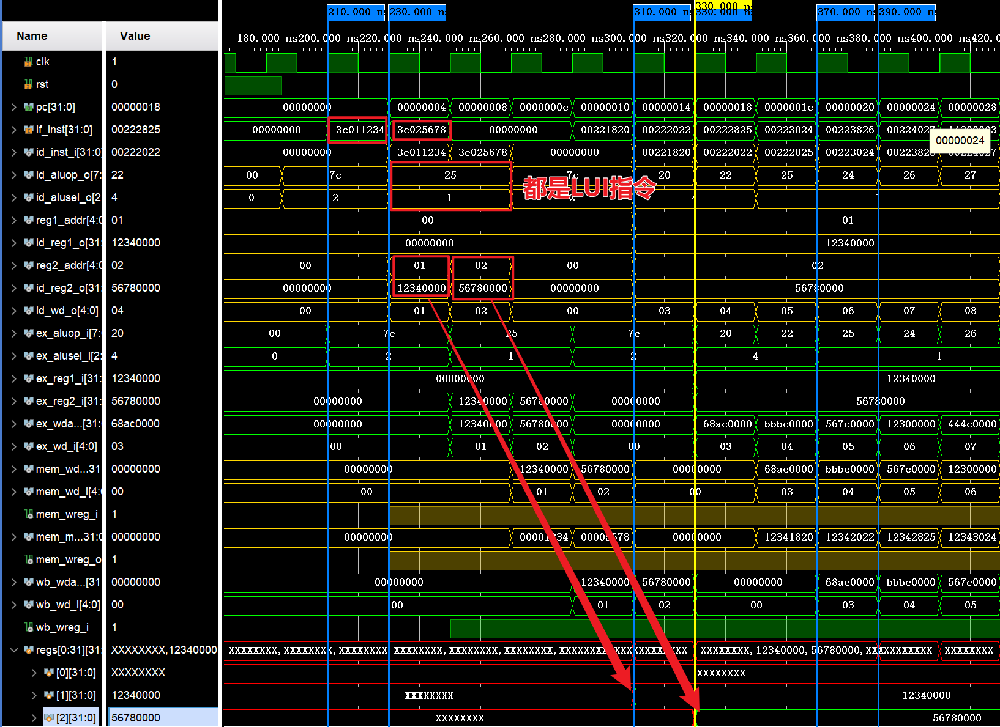 210.000 ns 230.000 ns 310.000 ns 330.000 ns 330.000 ns 370.000 ns 390.000 ns
Name Value 180.000 ns 200.000 ns 220.000 ns 240.000 ns 260.000 ns 280.000 ns 300.000 ns 320.000 ns 340.000 ns 360.000 ns 380.000 ns 400.000 ns 420.0
clk 1
rst 0
pc[31:0] 00000018 00000000 00000004 00000008 0000000c 00000010 00000014 00000018 0000001c 00000020 00000024 00000028
if_inst[31:0] 00222825 00000000 3c011234 3c025678 00000000 00221820 00222022 00222825 00223024 00223826 00224027
00000024
id_inst_i[31:0] 00222022 00000000 3c011234 3c025678 00000000 00221820 00222022 00222825 00223024 00223826 00224027
id_aluop_o[7: 22 00 7c 25 7c 20 22 25 24 26 27
都是LUI指令
id_alusel_o[2: 4 0 2 1 2 4 1
reg1_addr[4:0 01 00 01
id_reg1_o[31: 12340000 00000000 12340000
reg2_addr[4:0 02 00 01 02 00 02
id_reg2_o[31: 56780000 00000000 12340000 56780000 00000000 56780000
id_wd_o[4:0] 04 00 01 02 00 03 04 05 06 07 08
ex_aluop_i[7: 20 00 7c 25 7c 20 22 25 24 26
ex_alusel_i[2: 4 0 2 1 2 4 1
ex_reg1_i[31: 12340000 00000000 12340000
ex_reg2_i[31: 56780000 00000000 12340000 56780000 00000000 56780000
ex_wda...[31:0 68ac0000 00000000 12340000 56780000 00000000 68ac0000 bbbc0000 567c0000 12300000 444c0000
ex_wd_i[4:0] 03 00 01 02 00 03 04 05 06 07
mem_wd...31: 00000000 00000000 12340000 56780000 00000000 68ac0000 bbbc0000 567c0000 12300000
mem_wd_i[4:0 00 00 01 02 00 03 04 05 06
mem_wreg_i 1
mem_m...31:0 00000000 00000000 00001234 00005678 00000000 12341820 12342022 12342825 12343024
mem_wreg_o 1
wb_wda...[31: 00000000 00000000 12340000 56780000 00000000 68ac0000 bbbc0000 567c0000
wb_wd_i[4:0] 00 00 01 02 00 03 04 05
wb_wreg_i 1
regs[0:31][31: XXXXXXXX,12340000, XXXXXXXX,XXXXXXXX,XXXXXXXX,XXXXXXXX,XXXXXXXX,XXXXXXXX,XXXXXXXX,XXX XXXXXXXX XXXXXXXX,12340000,56780000,XX XXXXXXXXX XXXXXXXX
[0][31:0] XXXXXXXX XXXXXXXX
[1][31:0] 12340000 XXXXXXXX 12340000
[2][31:0] 56780000 XXXXXXXX 56780000